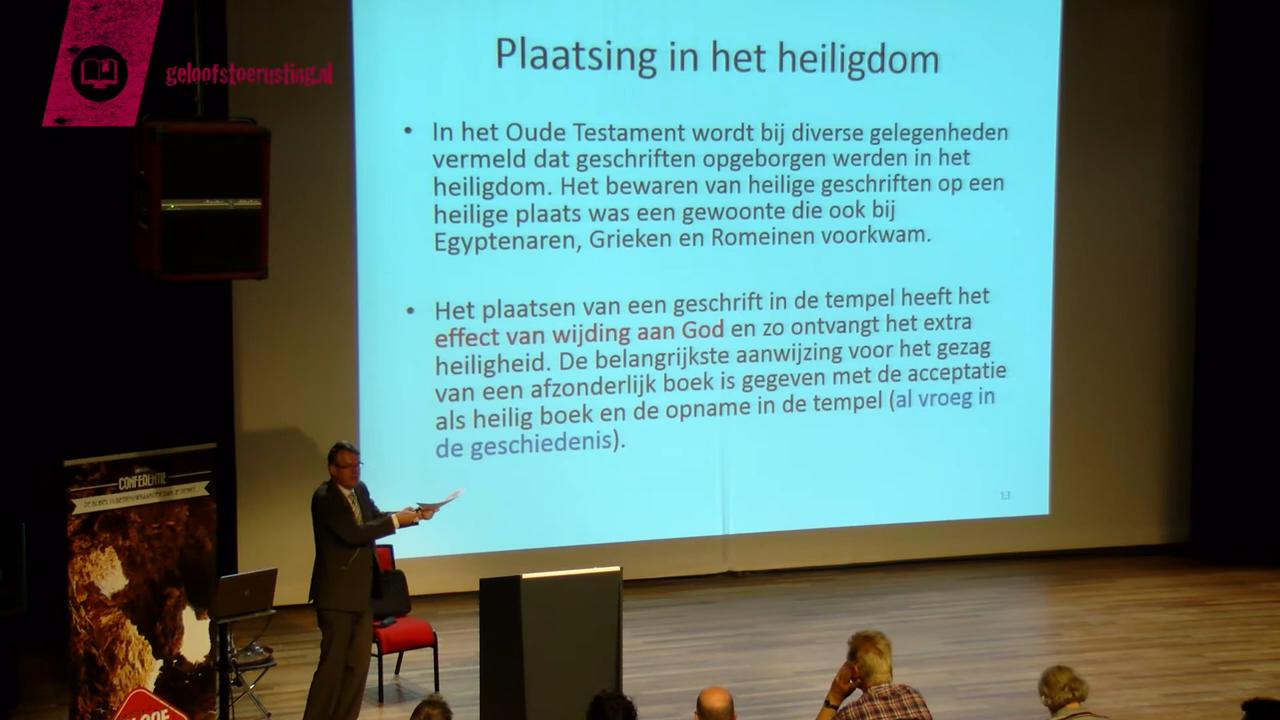 geloofstoerusting.nl
Plaatsing in het heiligdom
• In het Oude Testament wordt bij diverse gelegenheden
vermeld dat geschriften opgeborgen werden in het
heiligdom. Het bewaren van heilige geschriften op een
heilige plaats was een gewoonte die ook bij
Egyptenaren, Grieken en Romeinen voorkwam.
• Het plaatsen van een geschrift in de tempel heeft het
effect van wijding aan God en zo ontvangt het extra
heiligheid. De belangrijkste aanwijzing voor het gezag
van een afzonderlijk boek is gegeven met de acceptatie
als heilig boek en de opname in de tempel (al vroeg in
de geschiedenis).
13
CONFERENTIE